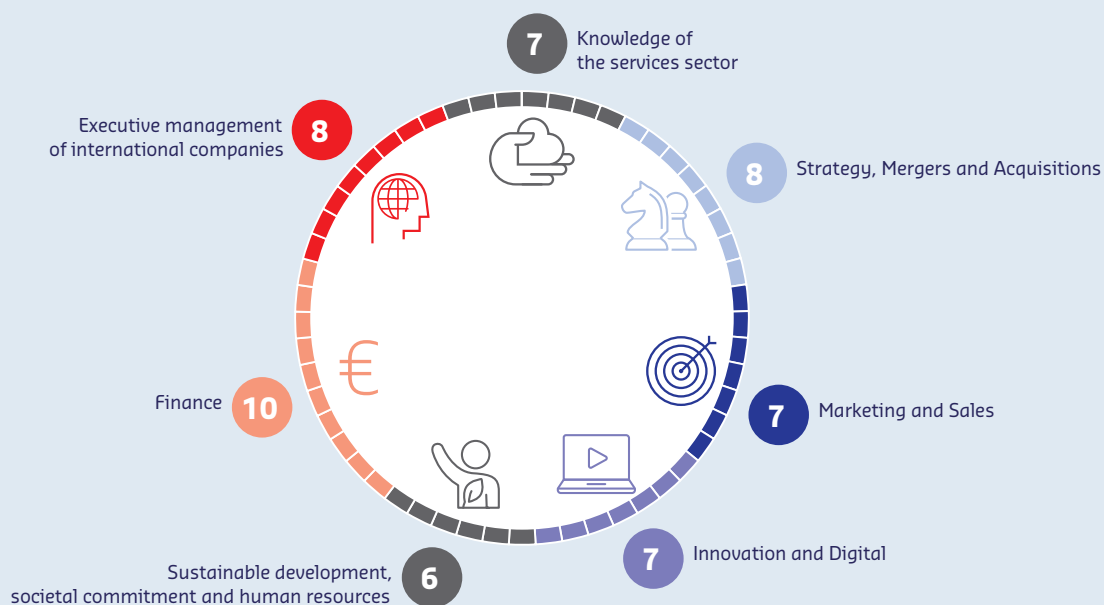 7
Knowledge of
the services sector
Executive management
of international companies
8
8
Strategy, Mergers and Acquisitions
€
Finance
10
7
Marketing and Sales
7
Innovation and Digital
Sustainable development,
societal commitment and human resources
6